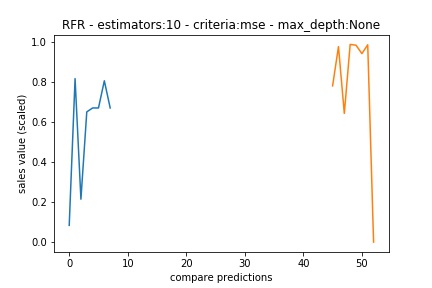 RFR - estimators:10 - criteria:mse - max_depth:None
sales value (scaled)
1.0
0.8
0.6
0.4
0.2
0.0
0 10 20 30 40 50
compare predictions